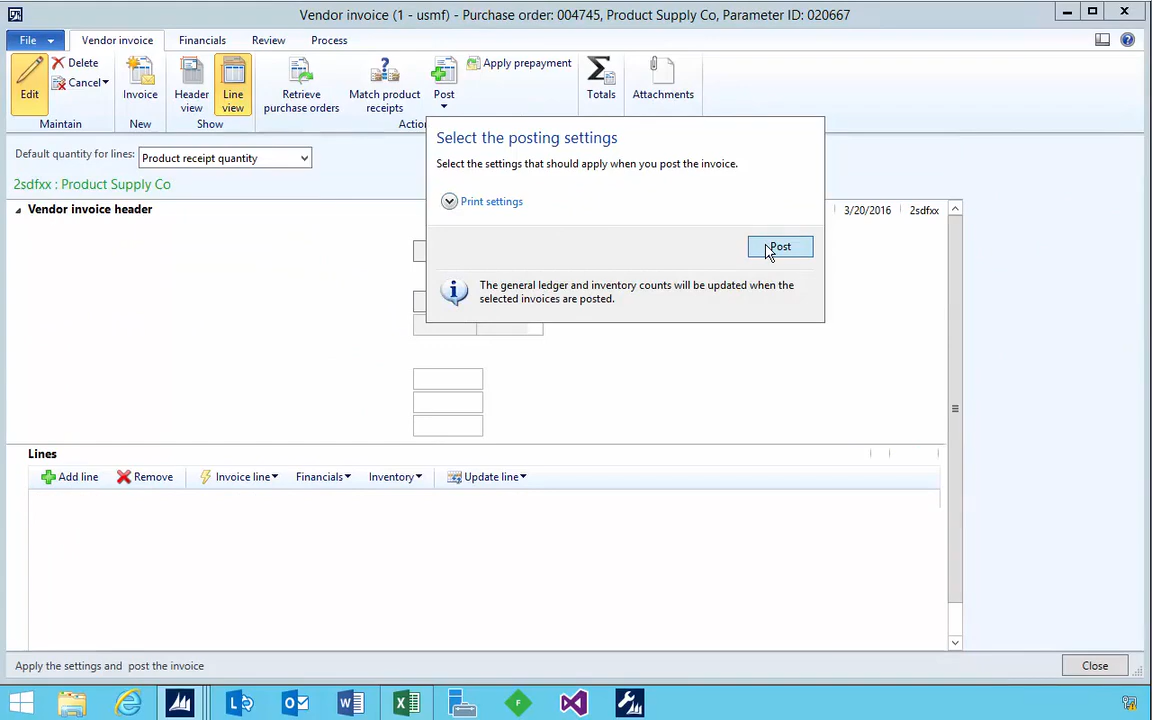 Vendor invoice (1 - usmf) - Purchase order: 004745, Product Supply Co, Parameter ID: 020667
File
Vendor invoice
Financials
Review
Process
Edit
Delete
Cancel
Maintain
Invoice
New
Header view
Line view
Show
Retrieve purchase orders
Match product receipts
Post
Apply prepayment
Actio
Totals
Attachments
Default quantity for lines:
Product receipt quantity
2sdfxx : Product Supply Co
Vendor invoice header
3/20/2016
2sdfxx
Select the posting settings
Select the settings that should apply when you post the invoice.
Print settings
Post
The general ledger and inventory counts will be updated when the
selected invoices are posted.
Lines
Add line
Remove
Invoice line
Financials
Inventory
Update line
Apply the settings and post the invoice
Close